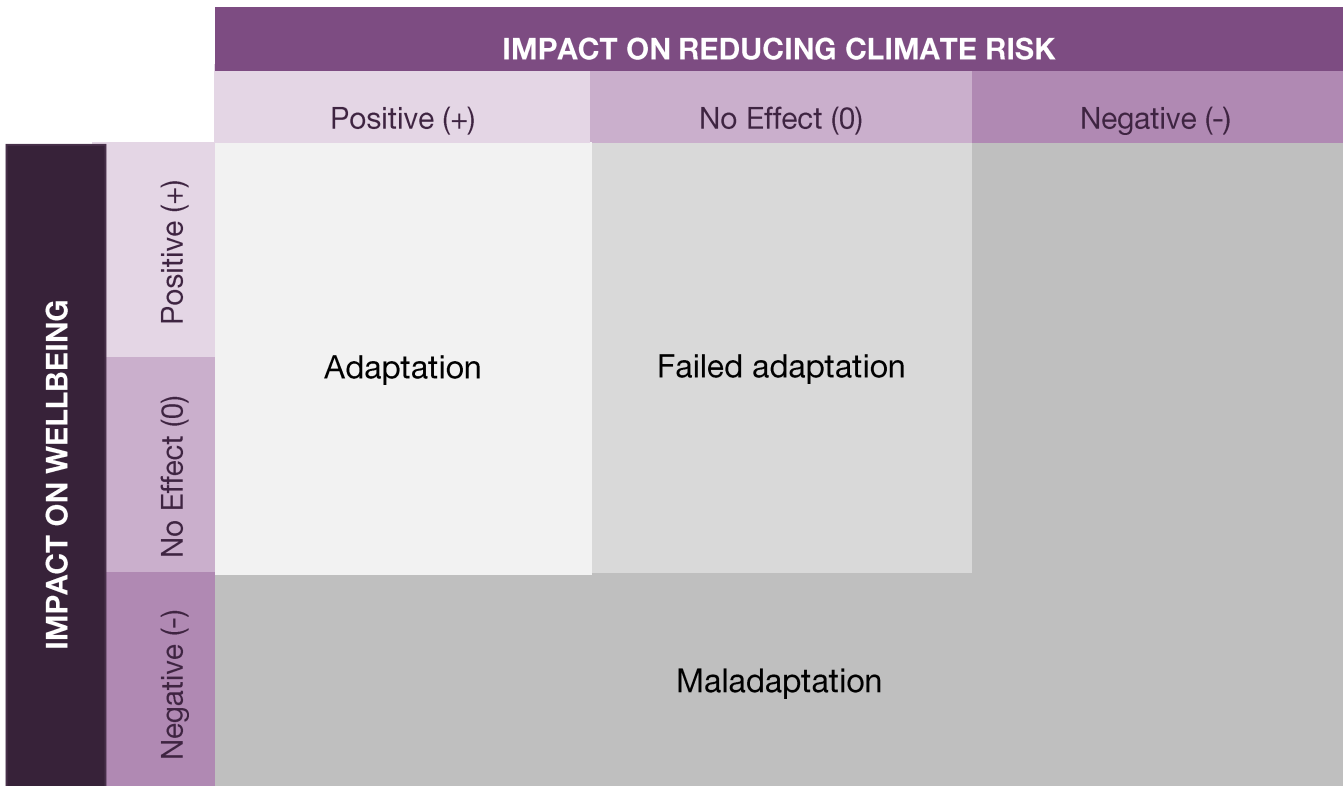 IMPACT ON REDUCING CLIMATE RISK
Positive (+)
No Effect (0)
Negative (-)
IMPACT ON WELLBEING
Positive (+)
No Effect (0)
Negative (-)
Adaptation
Failed adaptation
Maladaptation